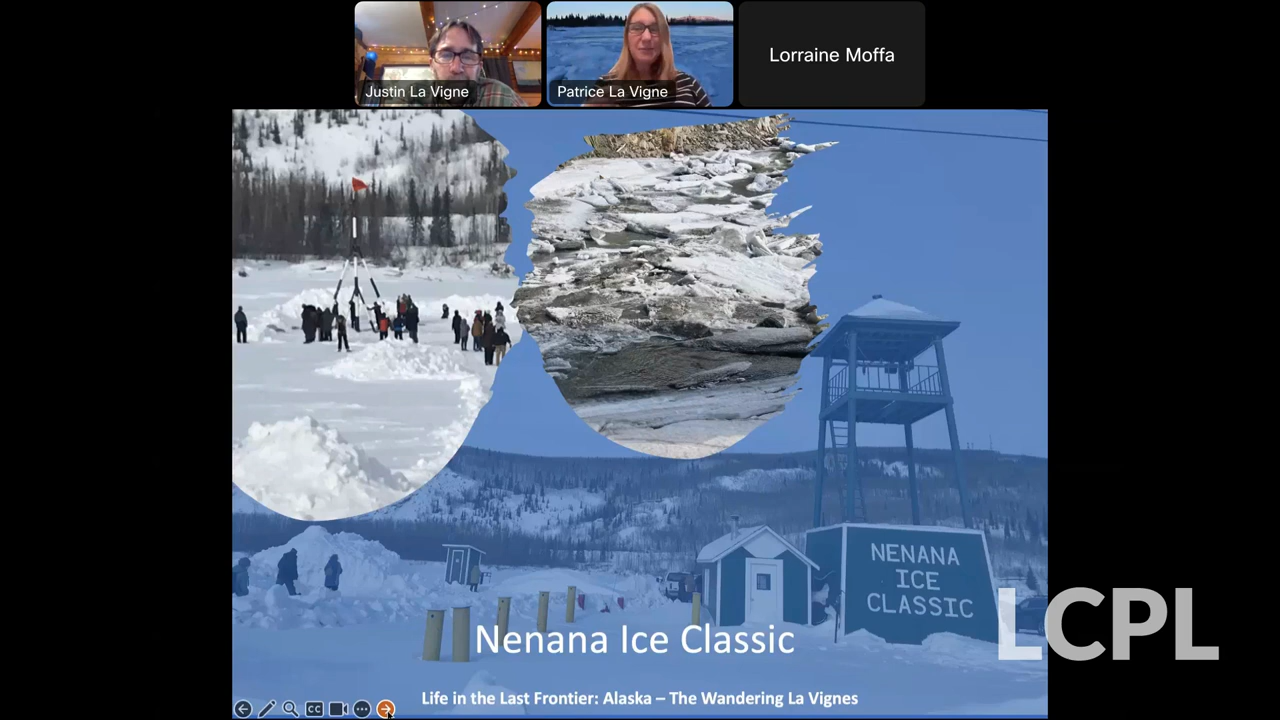 Lorraine Moffa
Justin La Vigne
Patrice La Vigne
NENANA
ICE
CLASSIC
LCPL
Nenana Ice Classic
Life in the Last Frontier: Alaska – The Wandering La Vignes
CC